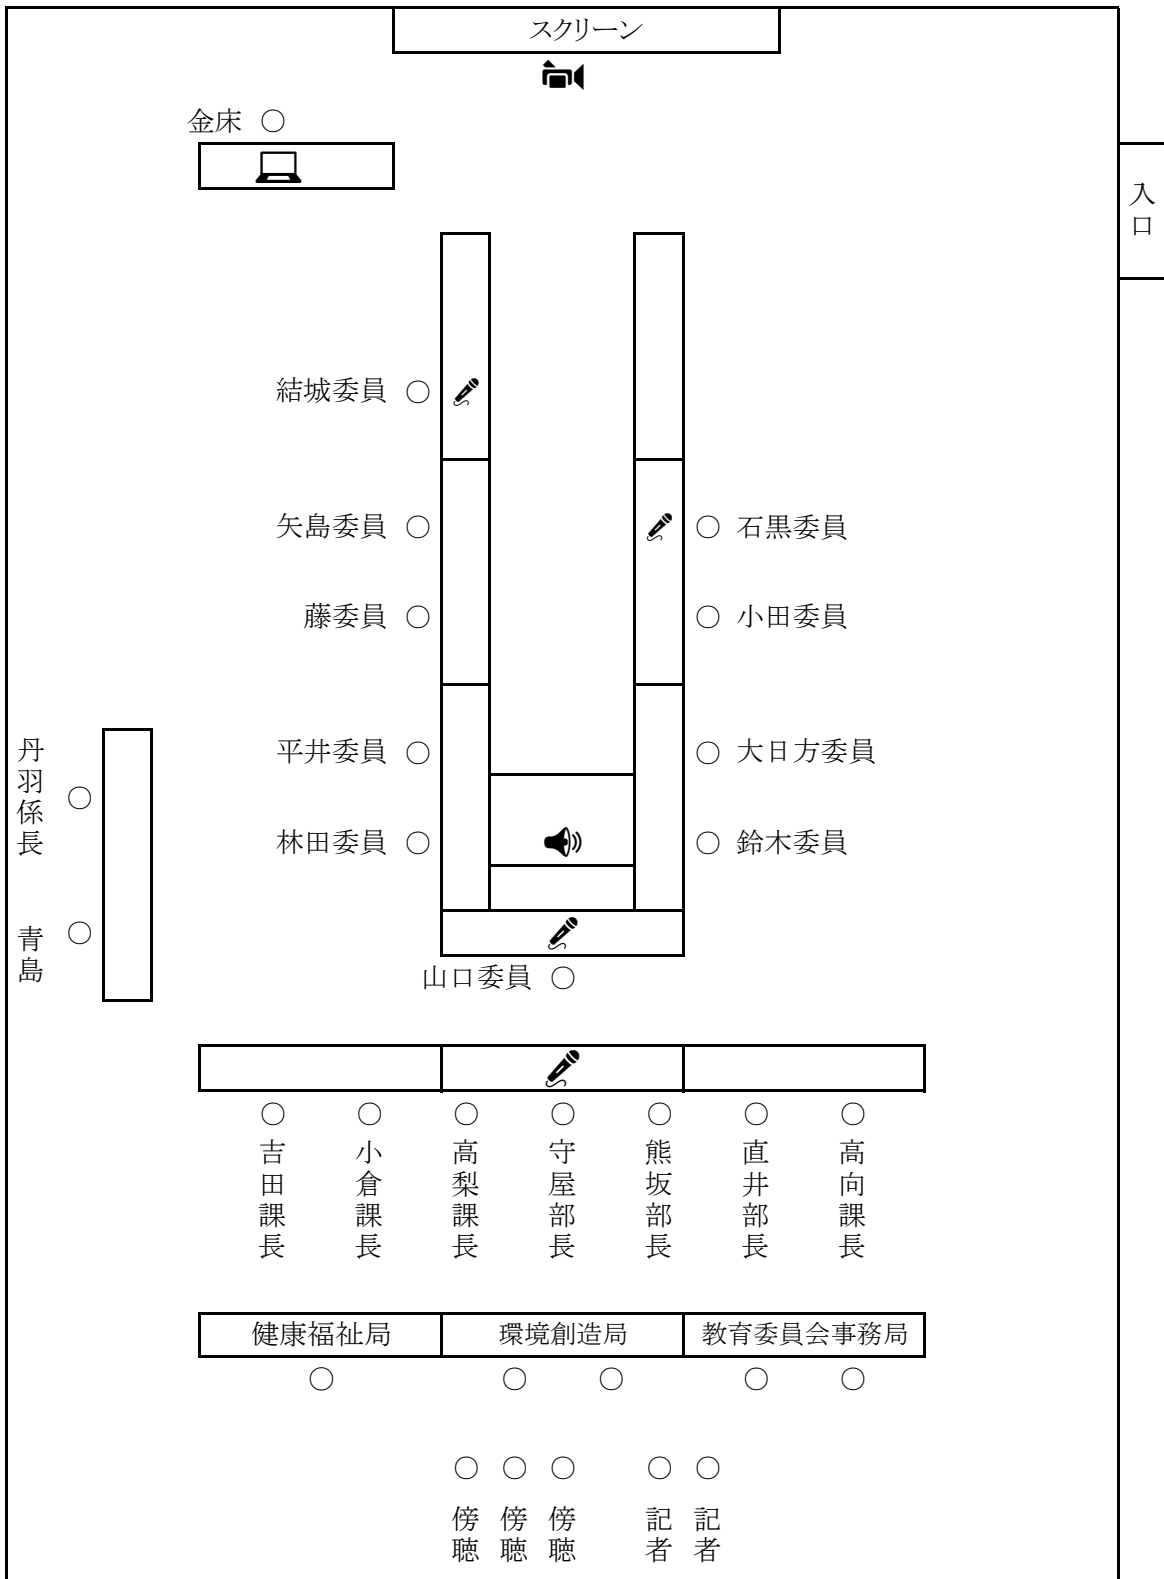 スクリーン
金床 ○
入口
結城委員 ○
矢島委員 ○
○ 石黒委員
藤委員 ○
○ 小田委員
丹羽係長 ○
平井委員 ○
○ 大日方委員
林田委員 ○
○ 鈴木委員
青島 ○
山口委員 ○
○ ○ ○ ○ ○ ○ ○
吉田課長
小倉課長
高梨課長
守屋部長
熊坂部長
直井部長
高向課長
健康福祉局
環境創造局
教育委員会事務局
○ ○ ○ ○ ○
○ ○ ○ ○ ○
傍聴
傍聴
傍聴
記者
記者